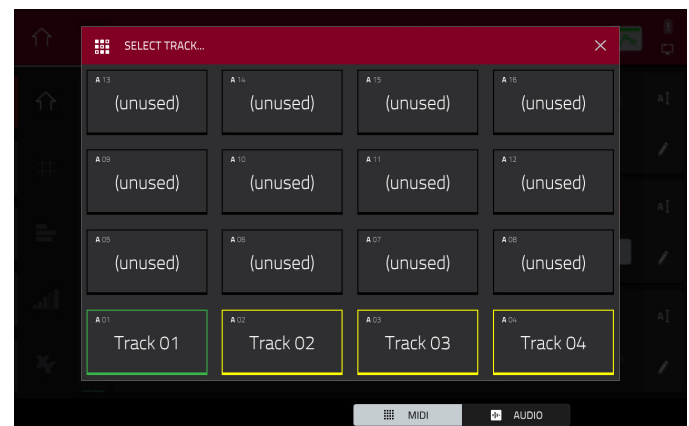 SELECT TRACK...
A 13 A 14 A 15 A 16
(unused) (unused) (unused) (unused)
A 09 A 10 A 11 A 12
(unused) (unused) (unused) (unused)
A 05 A 06 A 07 A 08
(unused) (unused) (unused) (unused)
A 01 A 02 A 03 A 04
Track 01 Track 02 Track 03 Track 04
MIDI AUDIO